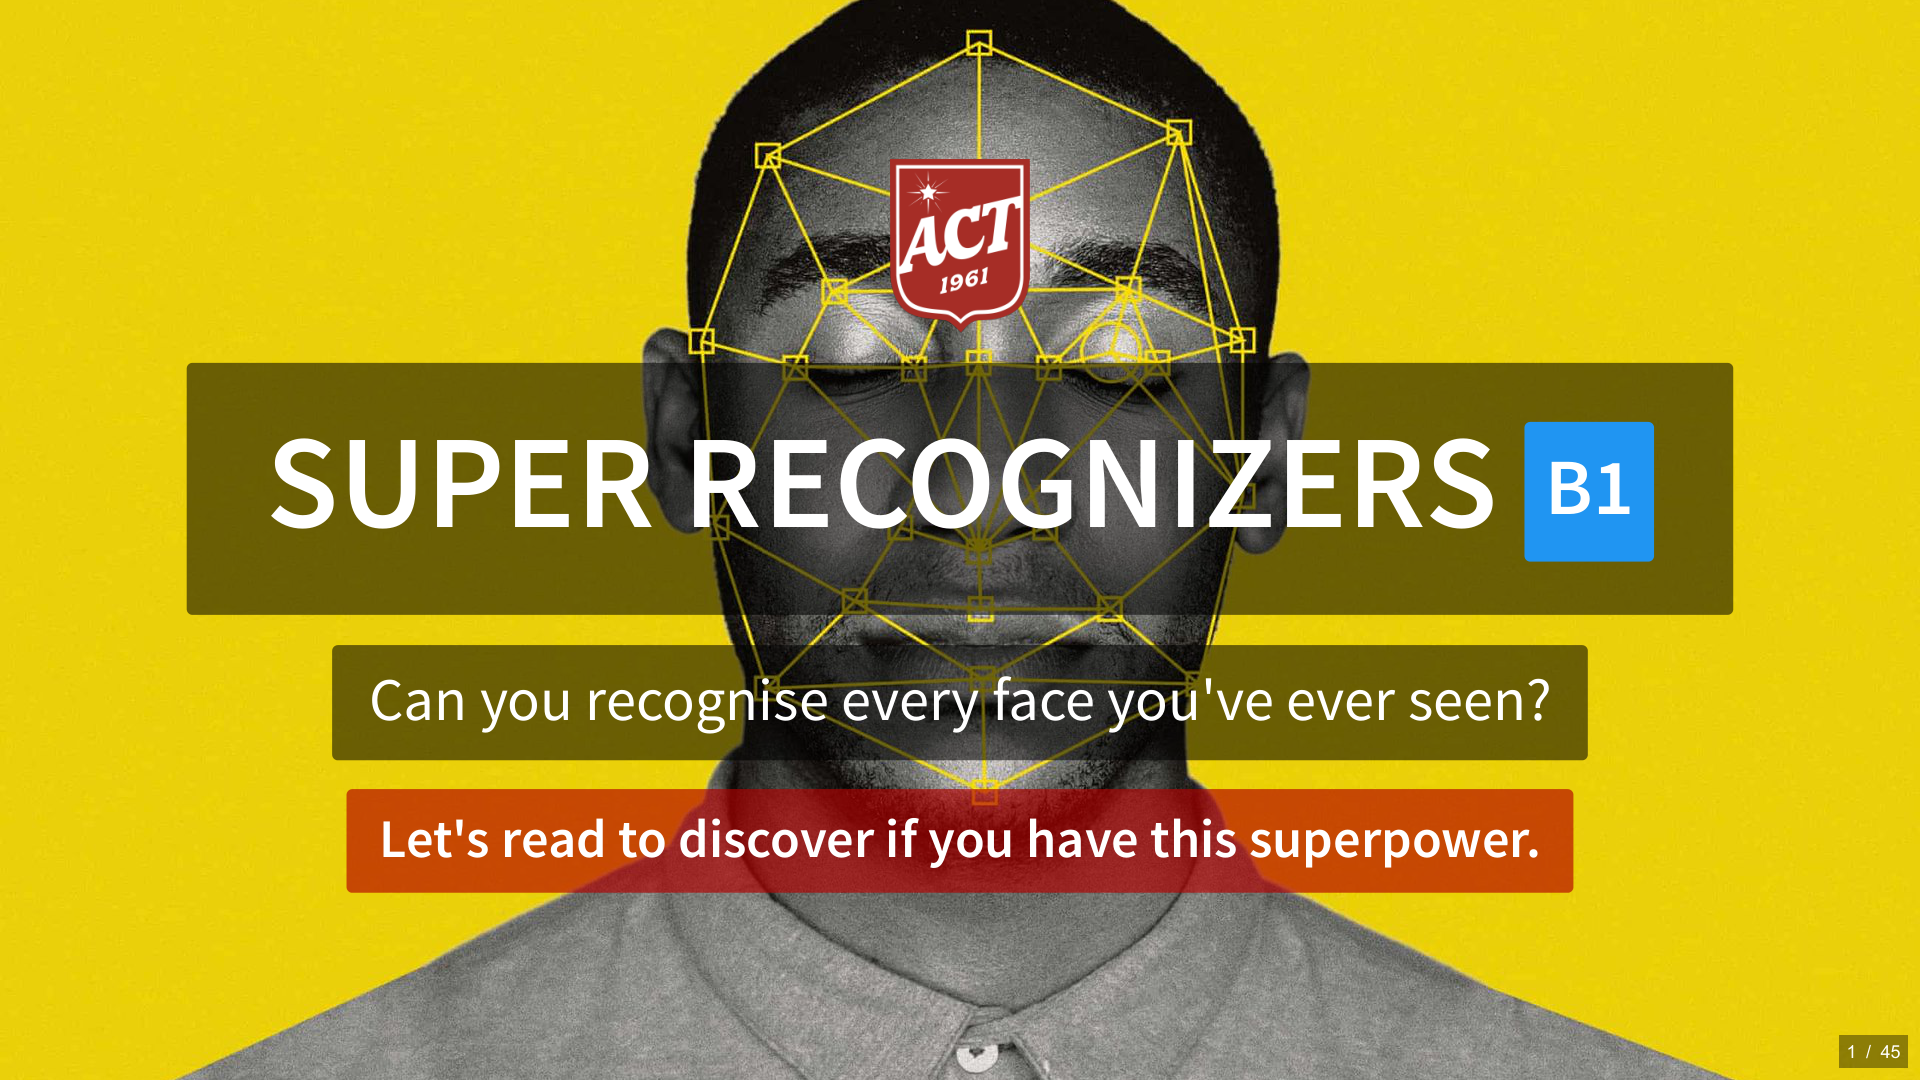 ACT
1961
SUPER RECOGNIZERS B1
Can you recognise every face you've ever seen?
Let's read to discover if you have this superpower.
1 / 45